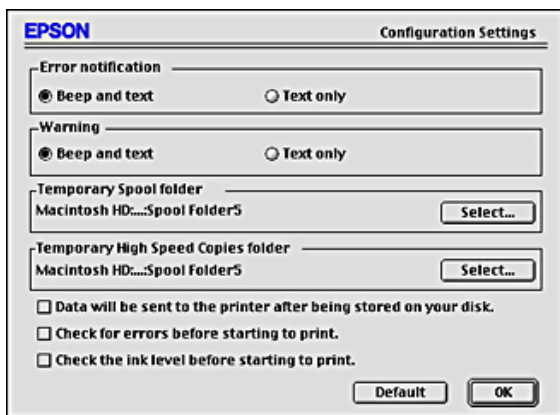 EPSON Configuration Settings
Error notification
Beep and text Text only
Warning
Beep and text Text only
Temporary Spool folder
Macintosh HD:...:Spool Folder5 Select...
Temporary High Speed Copies folder
Macintosh HD:...:Spool Folder5 Select...
Data will be sent to the printer after being stored on your disk.
Check for errors before starting to print.
Check the ink level before starting to print.
Default OK